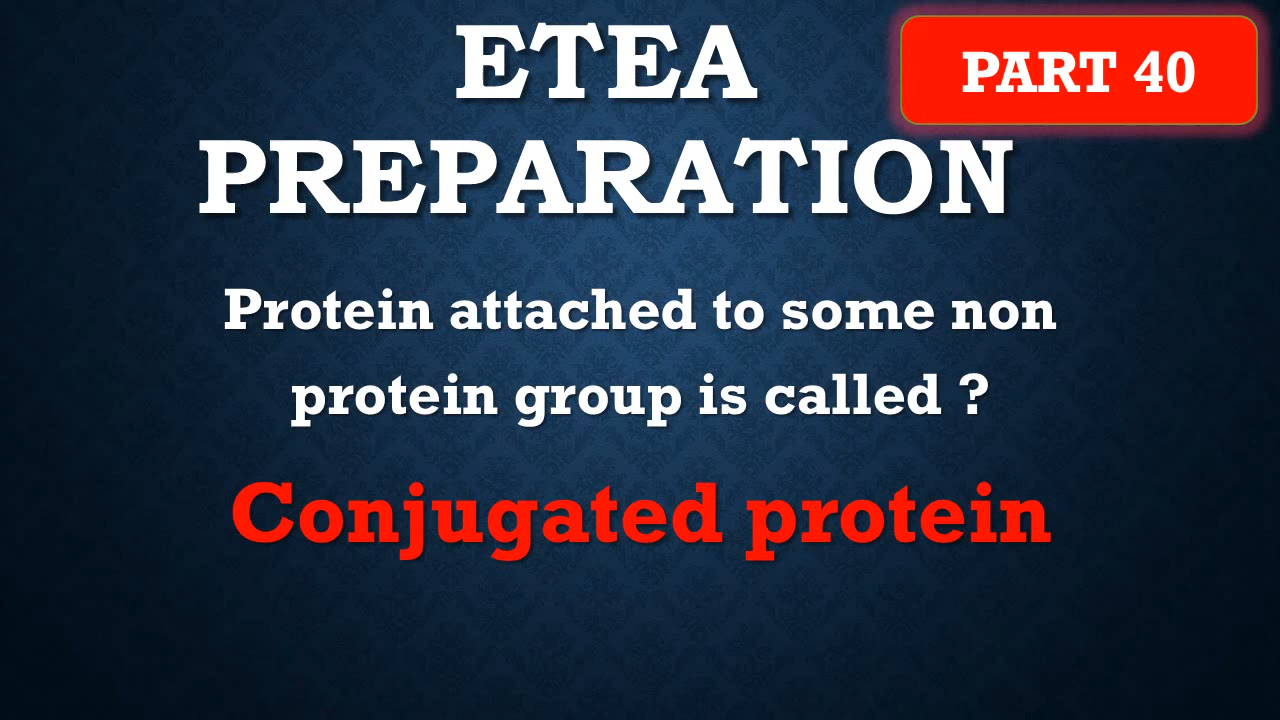 ETEA
PART 40
PREPARATION
Protein attached to some non
protein group is called ?
Conjugated protein